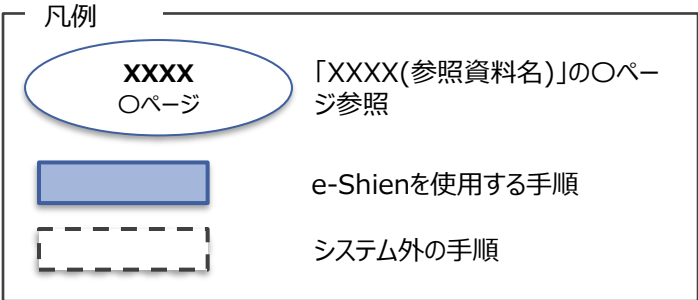 凡例
XXXX
〇ページ
「XXXX(参照資料名)」の〇ペー
ジ参照
e-Shienを使用する手順
システム外の手順